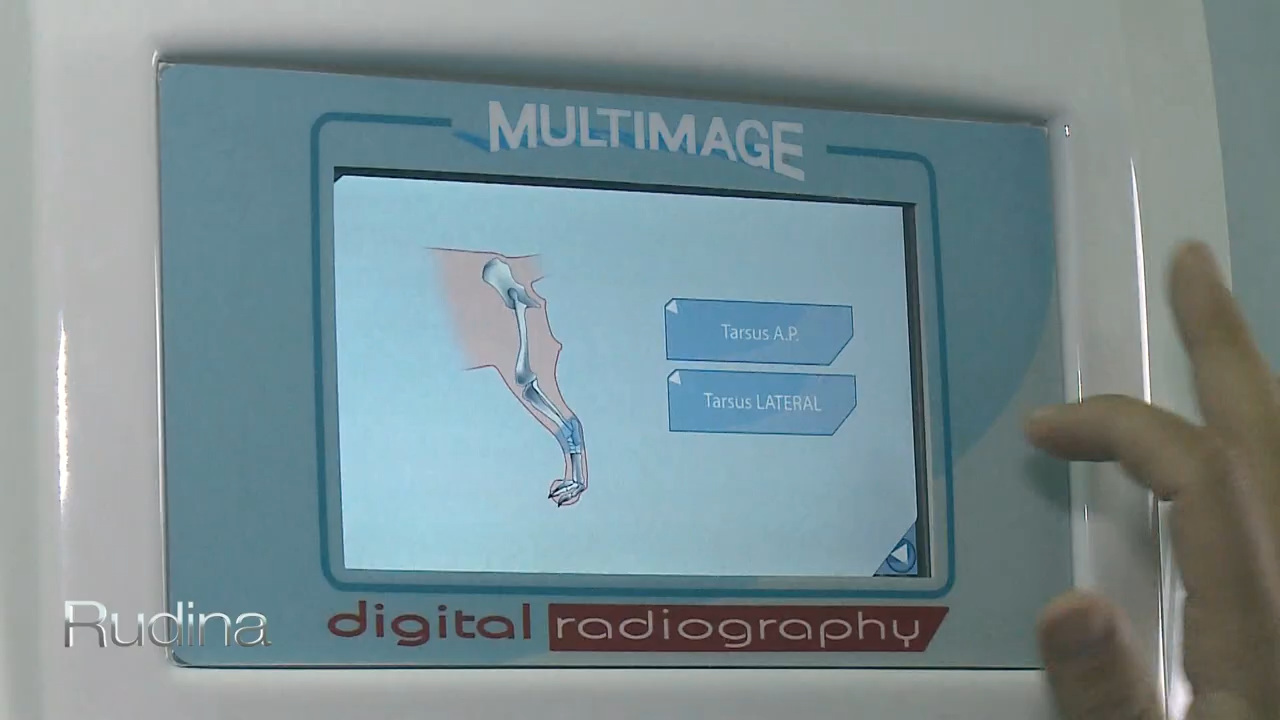 MULTIMAGE
Tarsus A.P.
Tarsus LATERAL
digital radiography
Rudina